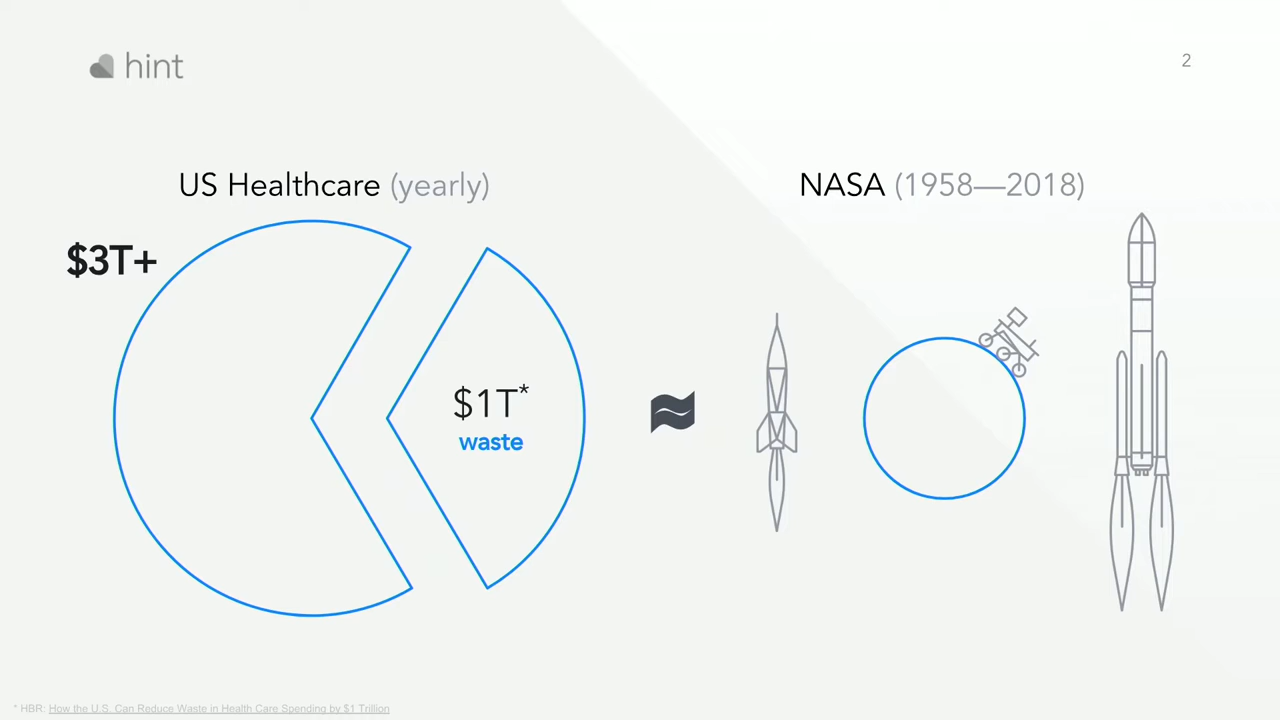 hint
2
US Healthcare (yearly)
NASA (1958—2018)
$3T+
$1T*
waste
≈
* HBR: How the U.S. Can Reduce Waste in Health Care Spending by $1 Trillion